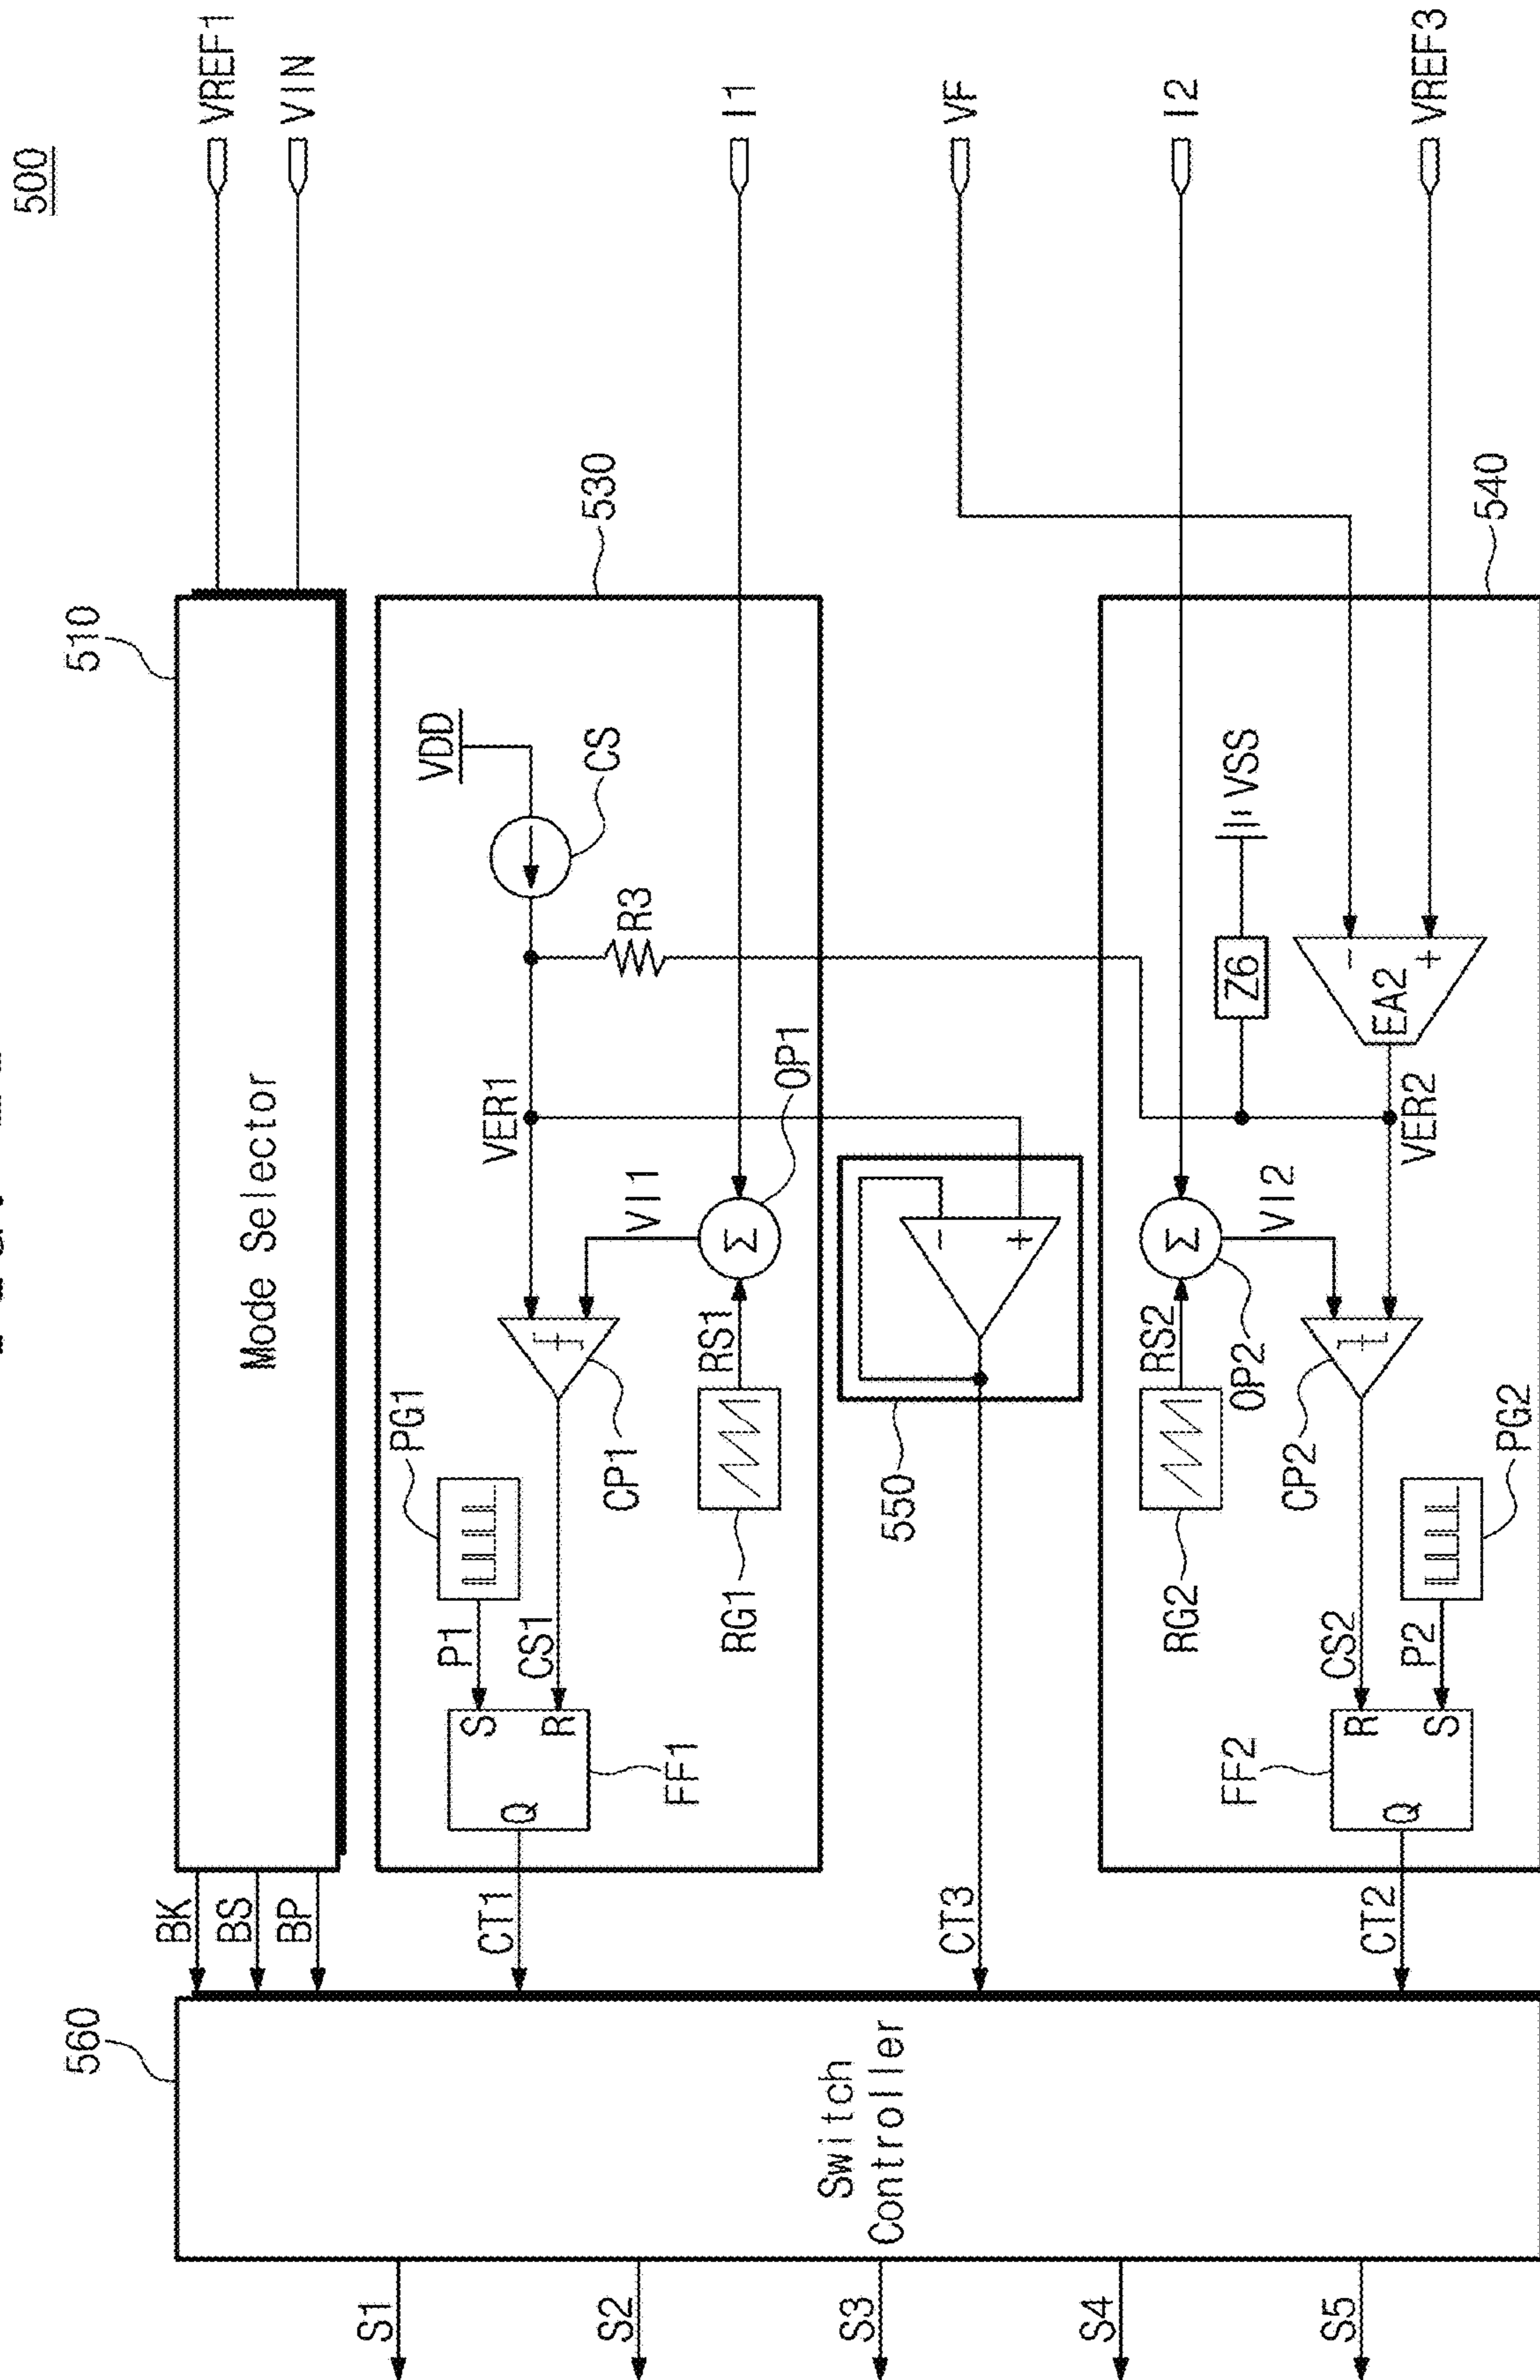 500
VREF1
VIN
I1
VF
I2
VREF3
510
Mode Selector
BK
BS
BP
530
VDD
CS
R3
VER1
OP1
VI1
Σ
RS1
RG1
CP1
PG1
P1
CS1
S
R
Q
FF1
CT1
550
-
+
CT3
540
VSS
Z6
-
+
EA2
VER2
VI2
Σ
RS2
OP2
RG2
CP2
PG2
CS2
P2
R
S
Q
FF2
CT2
560
Switch
Controller
S1
S2
S3
S4
S5